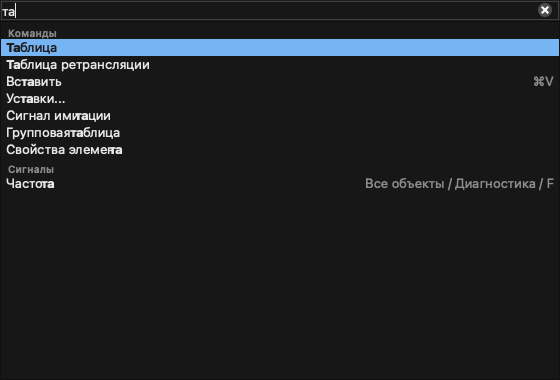 та
Команды
Таблица
Таблица ретрансляции
Вставить ⌘V
Уставки...
Сигнал имитации
Групповаятаблица
Свойства элемента
Сигналы
Частота Все объекты / Диагностика / F